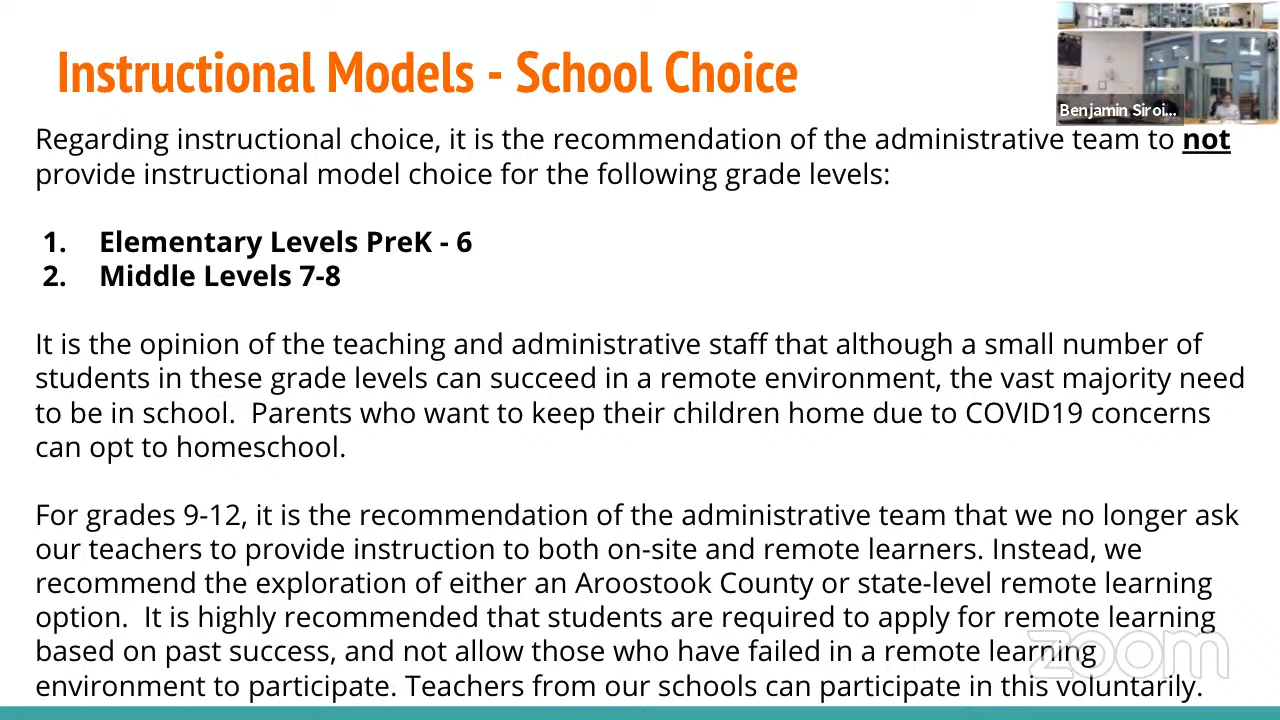 Instructional Models - School Choice
Benjamin Siroi...
Regarding instructional choice, it is the recommendation of the administrative team to not
provide instructional model choice for the following grade levels:
1. Elementary Levels PreK - 6
2. Middle Levels 7-8
It is the opinion of the teaching and administrative staff that although a small number of
students in these grade levels can succeed in a remote environment, the vast majority need
to be in school.  Parents who want to keep their children home due to COVID19 concerns
can opt to homeschool.
For grades 9-12, it is the recommendation of the administrative team that we no longer ask
our teachers to provide instruction to both on-site and remote learners. Instead, we
recommend the exploration of either an Aroostook County or state-level remote learning
option.  It is highly recommended that students are required to apply for remote learning
based on past success, and not allow those who have failed in a remote learning
environment to participate. Teachers from our schools can participate in this voluntarily.
zoom